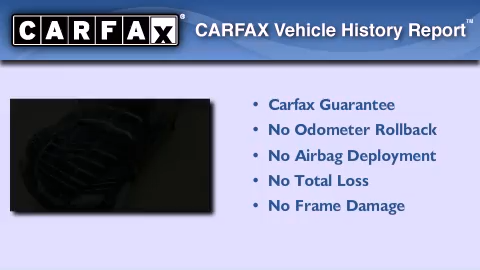 CARFAX® CARFAX Vehicle History Report™
• Carfax Guarantee
• No Odometer Rollback
• No Airbag Deployment
• No Total Loss
• No Frame Damage